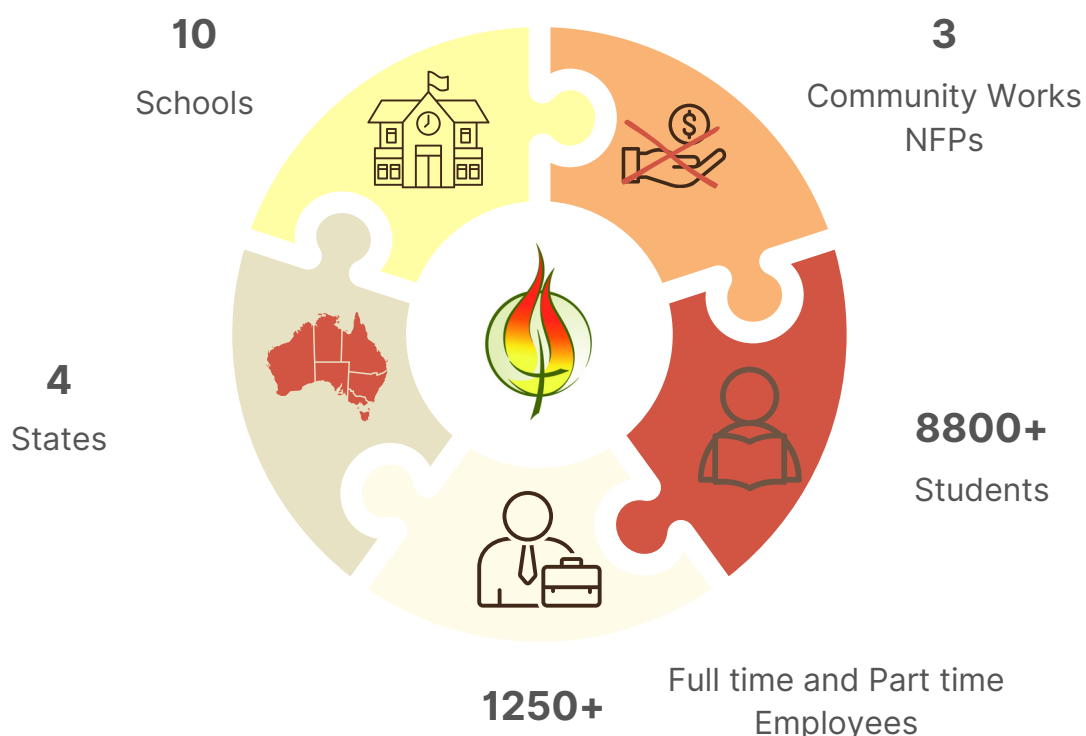 10
Schools
3
Community Works
NFPs
4
States
8800+
Students
1250+
Full time and Part time
Employees
$